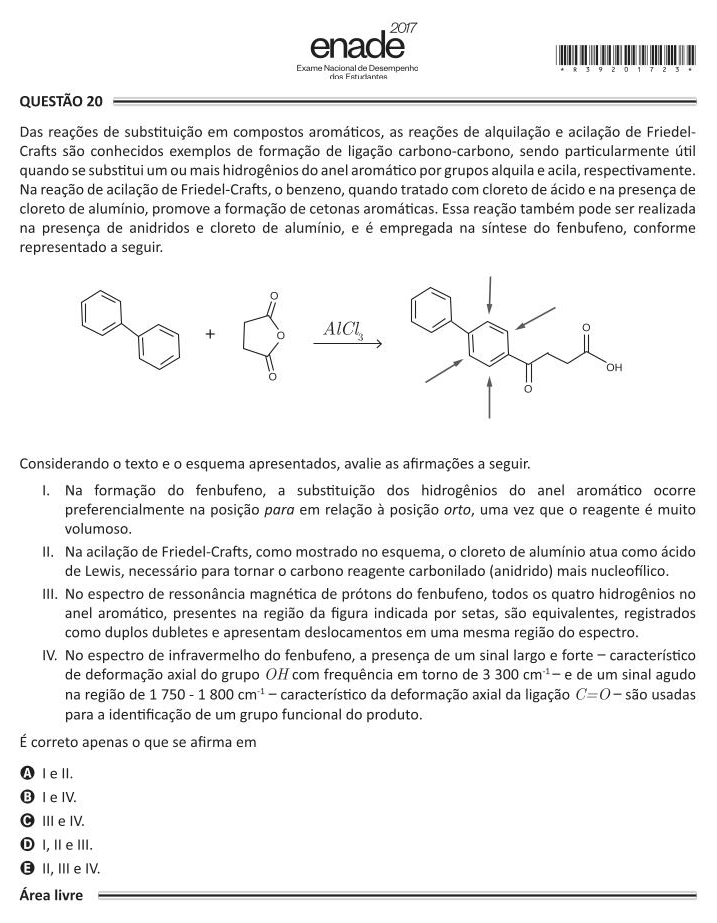 2017
enade
Exame Nacional de Desempenho
dos Estudantes
* R 3 9 2 0 1 7 2 3 *
QUESTÃO 20
Das reações de substituição em compostos aromáticos, as reações de alquilação e acilação de Friedel-
Crafts são conhecidos exemplos de formação de ligação carbono-carbono, sendo particularmente útil
quando se substitui um ou mais hidrogênios do anel aromático por grupos alquila e acila, respectivamente.
Na reação de acilação de Friedel-Crafts, o benzeno, quando tratado com cloreto de ácido e na presença de
cloreto de alumínio, promove a formação de cetonas aromáticas. Essa reação também pode ser realizada
na presença de anidridos e cloreto de alumínio, e é empregada na síntese do fenbufeno, conforme
representado a seguir.
+
O
O
O
AlCl₃
O
O
OH
Considerando o texto e o esquema apresentados, avalie as afirmações a seguir.
I. Na formação do fenbufeno, a substituição dos hidrogênios do anel aromático ocorre
preferencialmente na posição para em relação à posição orto, uma vez que o reagente é muito
volumoso.
II. Na acilação de Friedel-Crafts, como mostrado no esquema, o cloreto de alumínio atua como ácido
de Lewis, necessário para tornar o carbono reagente carbonilado (anidrido) mais nucleofílico.
III. No espectro de ressonância magnética de prótons do fenbufeno, todos os quatro hidrogênios no
anel aromático, presentes na região da figura indicada por setas, são equivalentes, registrados
como duplos dubletes e apresentam deslocamentos em uma mesma região do espectro.
IV. No espectro de infravermelho do fenbufeno, a presença de um sinal largo e forte – característico
de deformação axial do grupo OH com frequência em torno de 3 300 cm⁻¹ – e de um sinal agudo
na região de 1 750 - 1 800 cm⁻¹ – característico da deformação axial da ligação C=O – são usadas
para a identificação de um grupo funcional do produto.
É correto apenas o que se afirma em
A I e II.
B I e IV.
C III e IV.
D I, II e III.
E II, III e IV.
Área livre